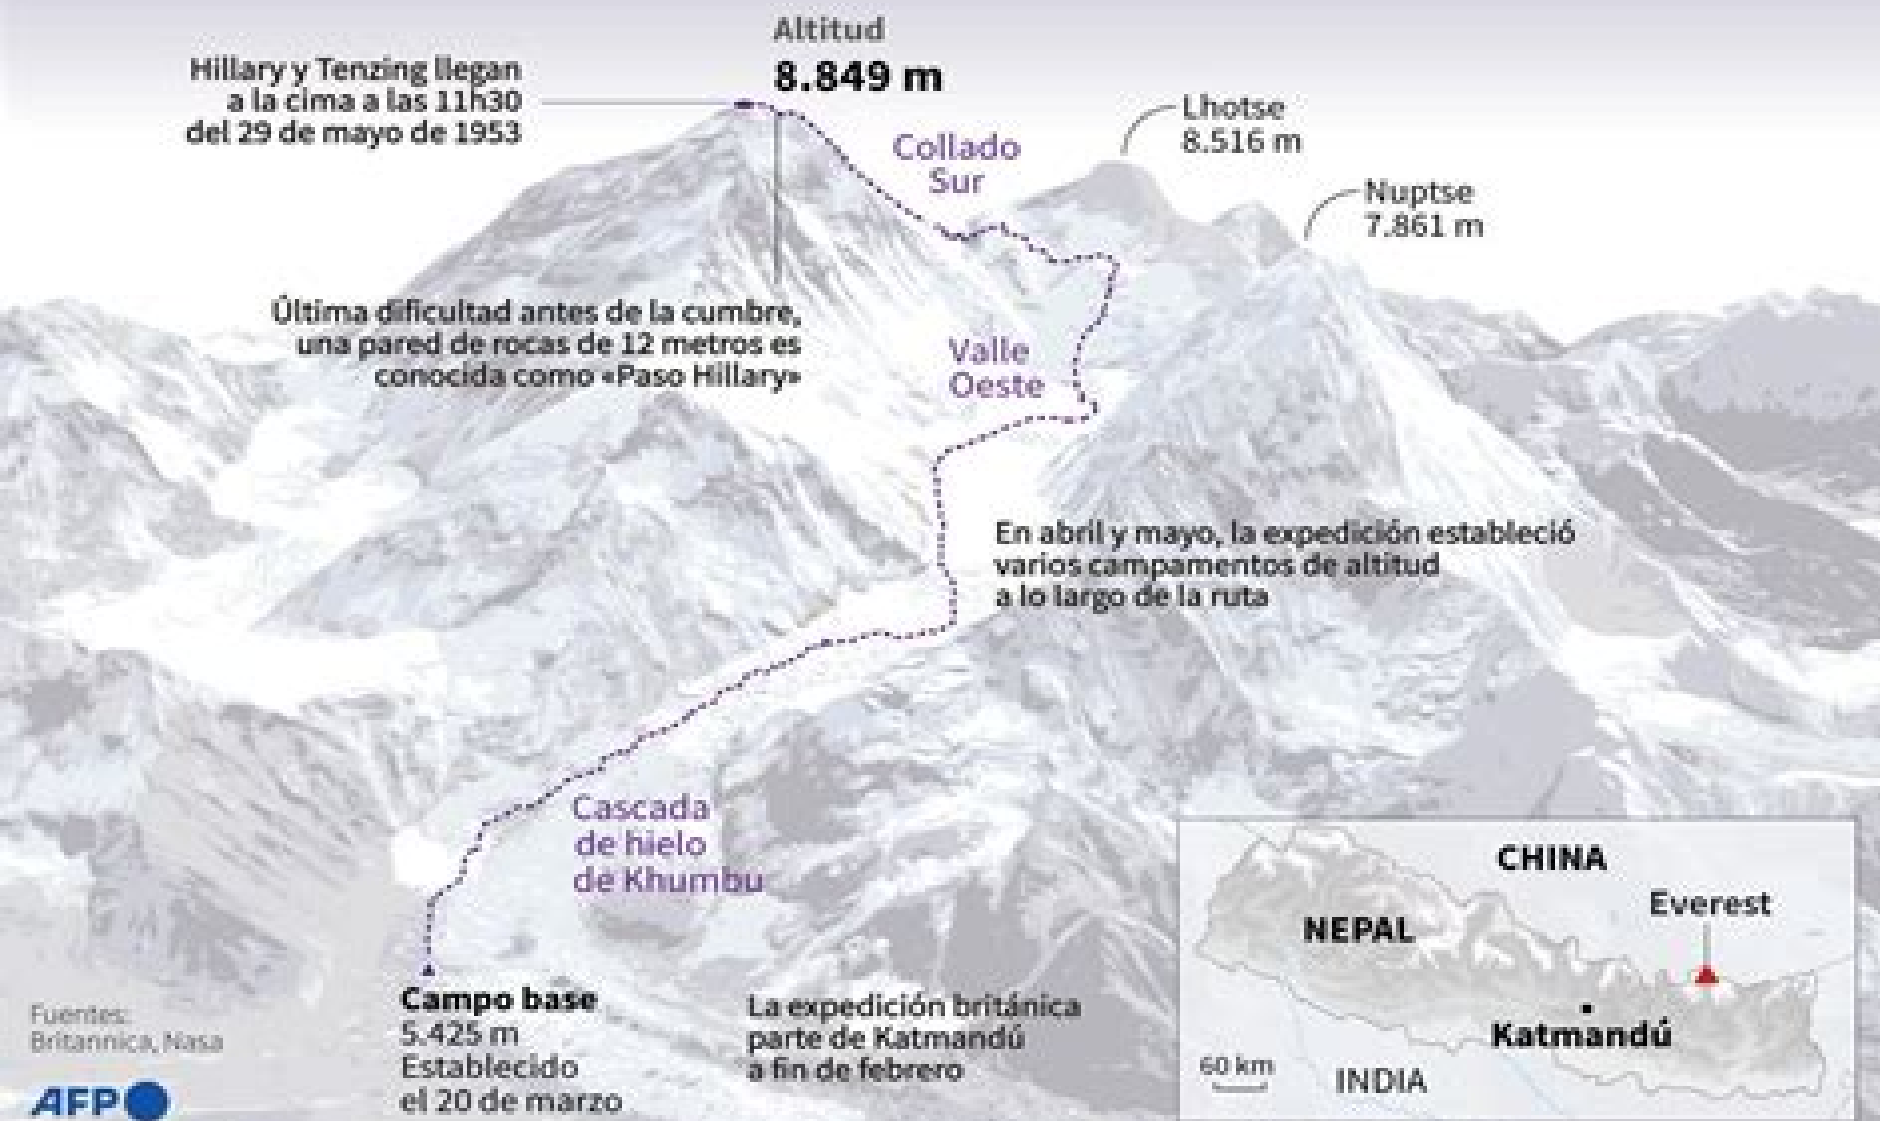 Altitud
8.849 m
Hillary y Tenzing llegan
a la cima a las 11h30
del 29 de mayo de 1953
Collado
Sur
Lhotse
8.516 m
Nuptse
7.861 m
Última dificultad antes de la cumbre,
una pared de rocas de 12 metros es
conocida como «Paso Hillary»
Valle
Oeste
En abril y mayo, la expedición estableció
varios campamentos de altitud
a lo largo de la ruta
Cascada
de hielo
de Khumbu
Campo base
5.425 m
Establecido
el 20 de marzo
La expedición británica
parte de Katmandú
a fin de febrero
CHINA
Everest
NEPAL
Katmandú
60 km
INDIA
Fuentes:
Britannica, Nasa
AFP